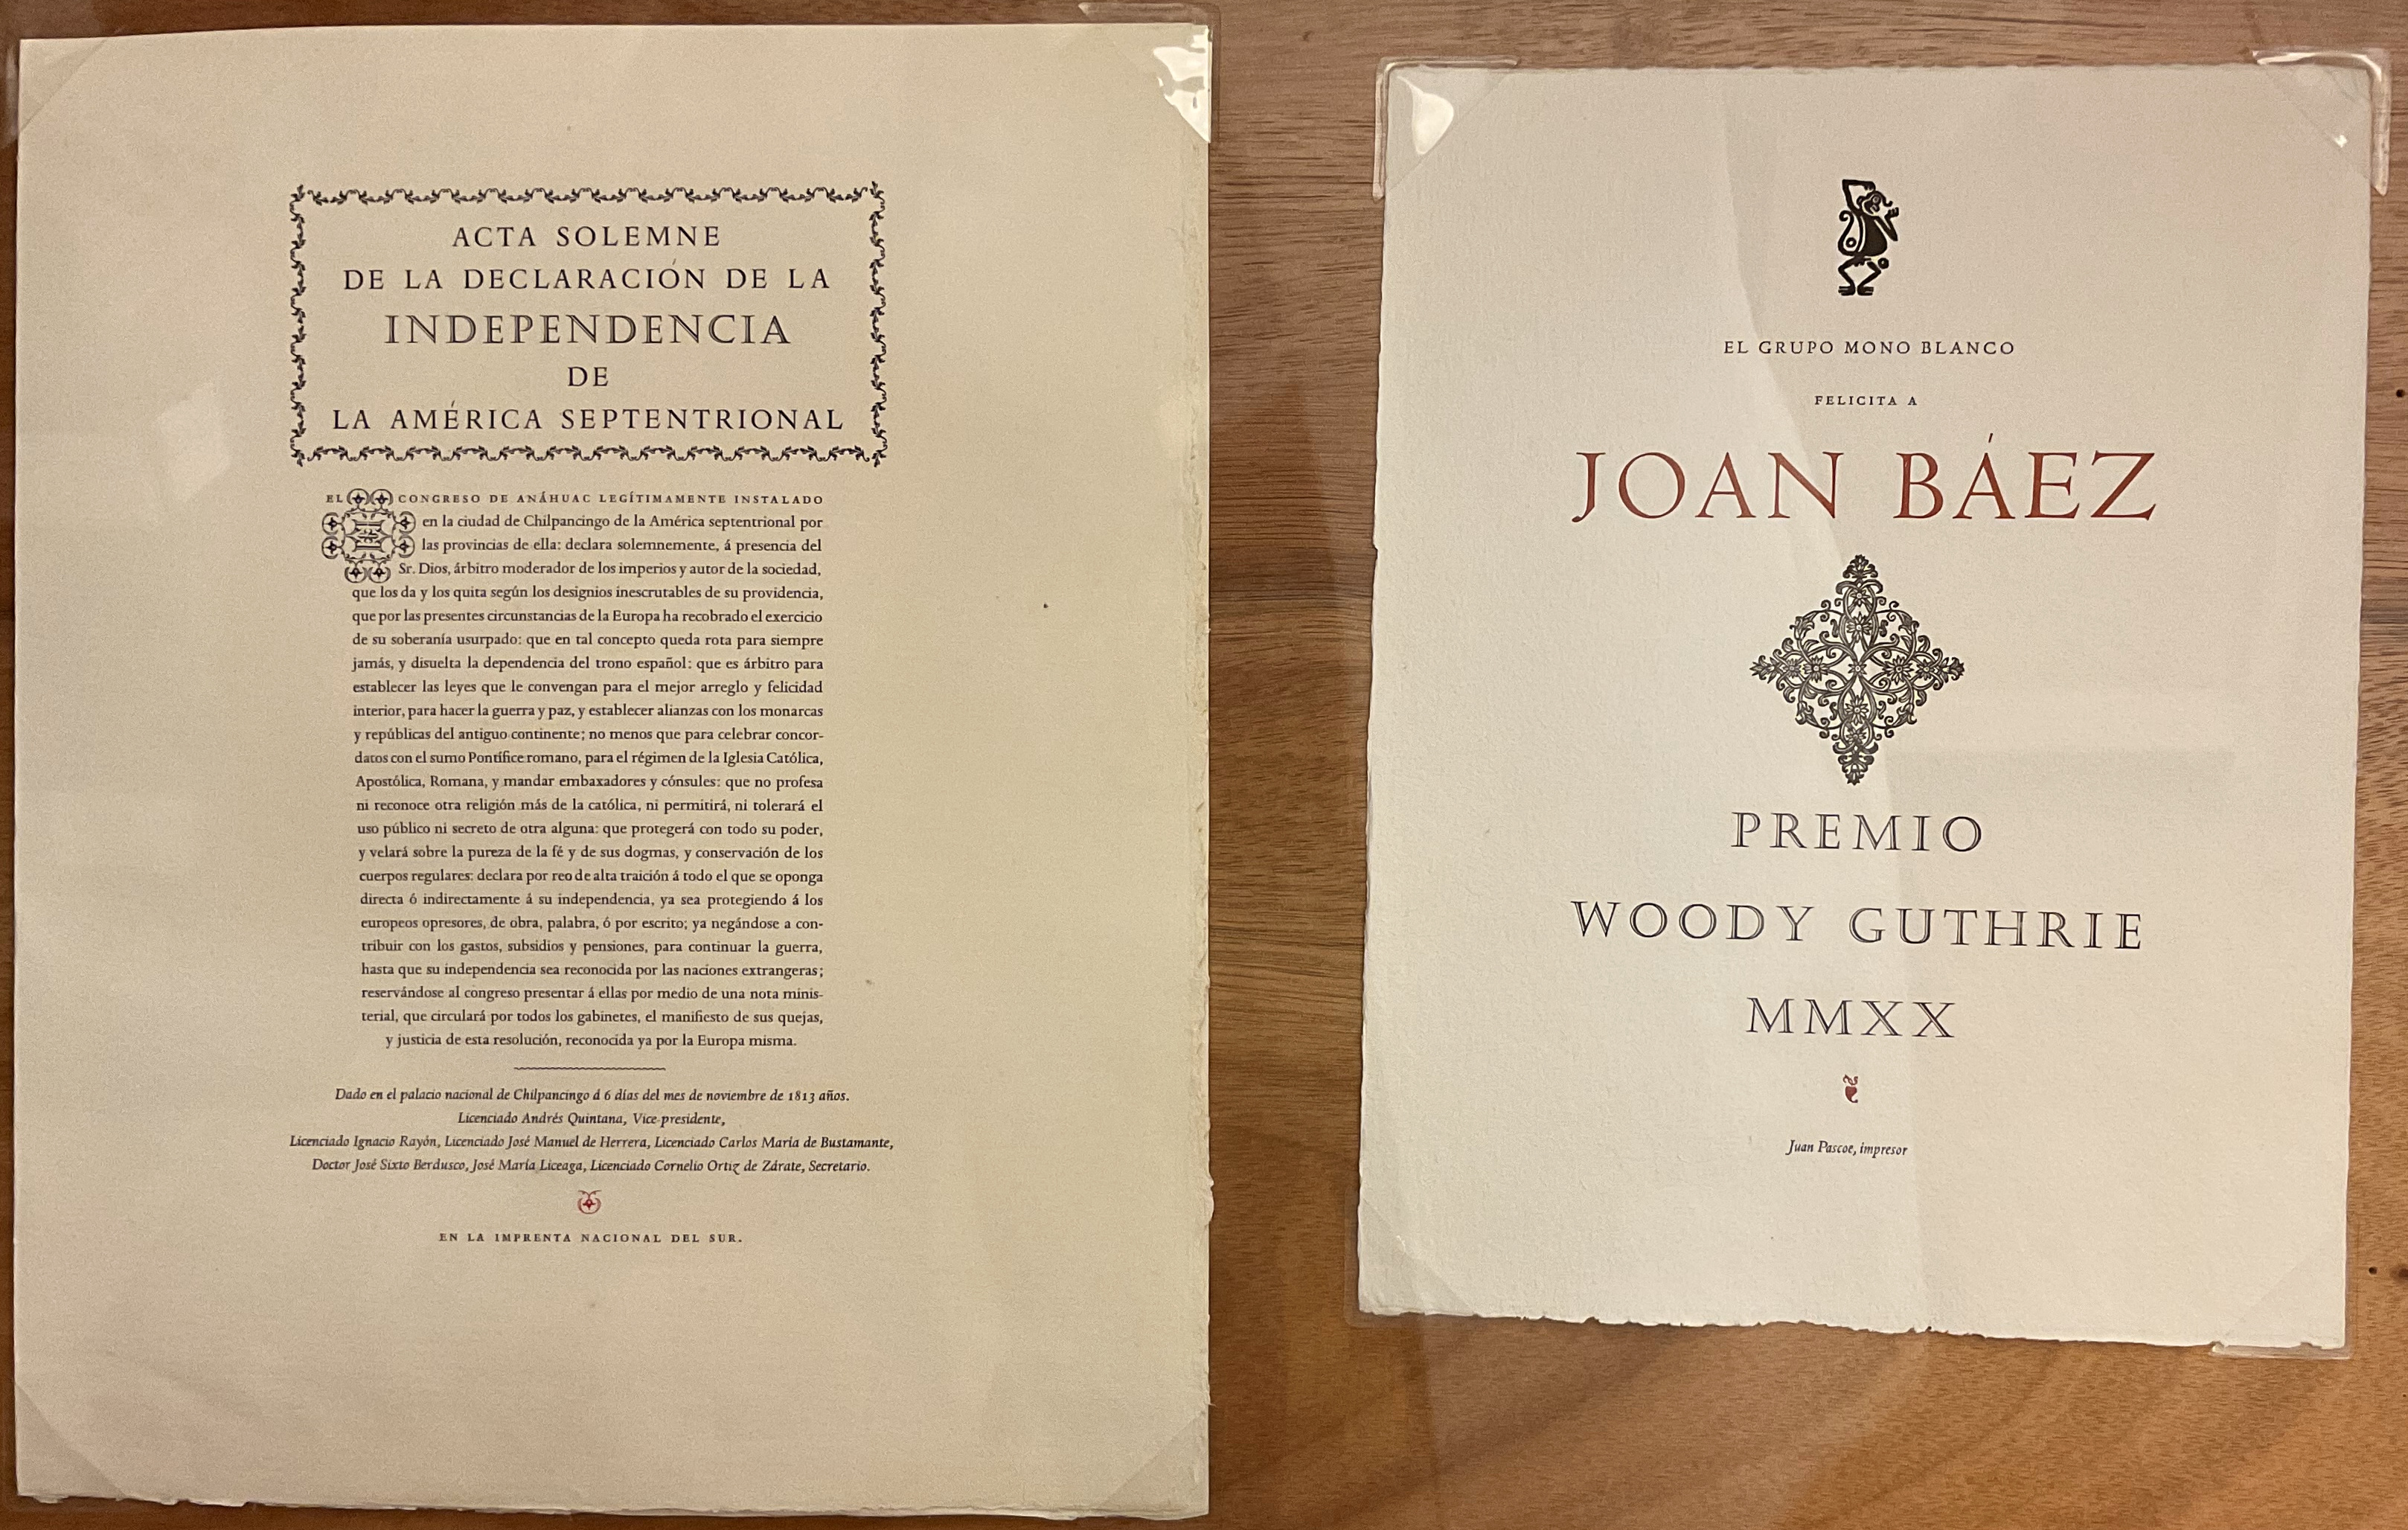 ACTA SOLEMNE
DE LA DECLARACIÓN DE LA
INDEPENDENCIA
DE
LA AMÉRICA SEPTENTRIONAL
EL CONGRESO DE ANÁHUAC LEGÍTIMAMENTE INSTALADO
en la ciudad de Chilpancingo de la América septentrional por
las provincias de ella: declara solemnemente, á presencia del
Sr. Dios, árbitro moderador de los imperios y autor de la sociedad,
que los da y los quita según los designios inescrutables de su providencia,
que por las presentes circunstancias de la Europa ha recobrado el exercicio
de su soberanía usurpado: que en tal concepto queda rota para siempre
jamás, y disuelta la dependencia del trono español: que es árbitro para
establecer las leyes que le convengan para el mejor arreglo y felicidad
interior, para hacer la guerra y paz, y establecer alianzas con los monarcas
y repúblicas del antiguo continente; no menos que para celebrar concor-
datos con el sumo Pontífice romano, para el régimen de la Iglesia Católica,
Apostólica, Romana, y mandar embaxadores y cónsules: que no profesa
ni reconoce otra religión más de la católica, ni permitirá, ni tolerará el
uso público ni secreto de otra alguna: que protegerá con todo su poder,
y velará sobre la pureza de la fé y de sus dogmas, y conservación de los
cuerpos regulares: declara por reo de alta traición á todo el que se oponga
directa ó indirectamente á su independencia, ya sea protegiendo á los
europeos opresores, de obra, palabra, ó por escrito; ya negándose a con-
tribuir con los gastos, subsidios y pensiones, para continuar la guerra,
hasta que su independencia sea reconocida por las naciones extrangeras;
reservándose al congreso presentar á ellas por medio de una nota minis-
terial, que circulará por todos los gabinetes, el manifiesto de sus quejas,
y justicia de esta resolución, reconocida ya por la Europa misma.
Dado en el palacio nacional de Chilpancingo á 6 días del mes de noviembre de 1813 años.
Licenciado Andrés Quintana, Vice-presidente,
Licenciado Ignacio Rayón, Licenciado José Manuel de Herrera, Licenciado Carlos María de Bustamante,
Doctor José Sixto Berdusco, José María Liceaga, Licenciado Cornelio Ortiz de Zárate, Secretario.
EN LA IMPRENTA NACIONAL DEL SUR.
EL GRUPO MONO BLANCO
FELICITA A
JOAN BÁEZ
PREMIO
WOODY GUTHRIE
MMXX
Juan Pascoe, impresor